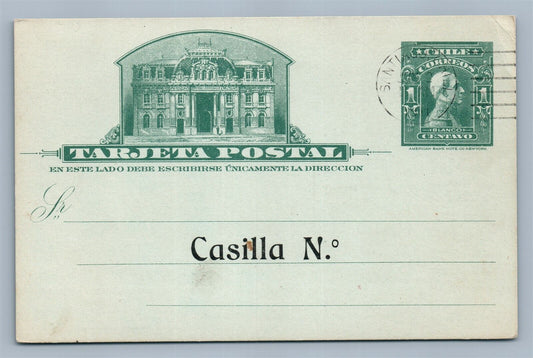 CHILE
CORREOS
1 1
(BLANCO)
CENTAVO
AMERICAN BANK NOTE CO. NEW YORK.
TARJETA POSTAL
EN ESTE LADO DEBE ESCRIBIRSE ÚNICAMENTE LA DIRECCION
Sr
Casilla N.º